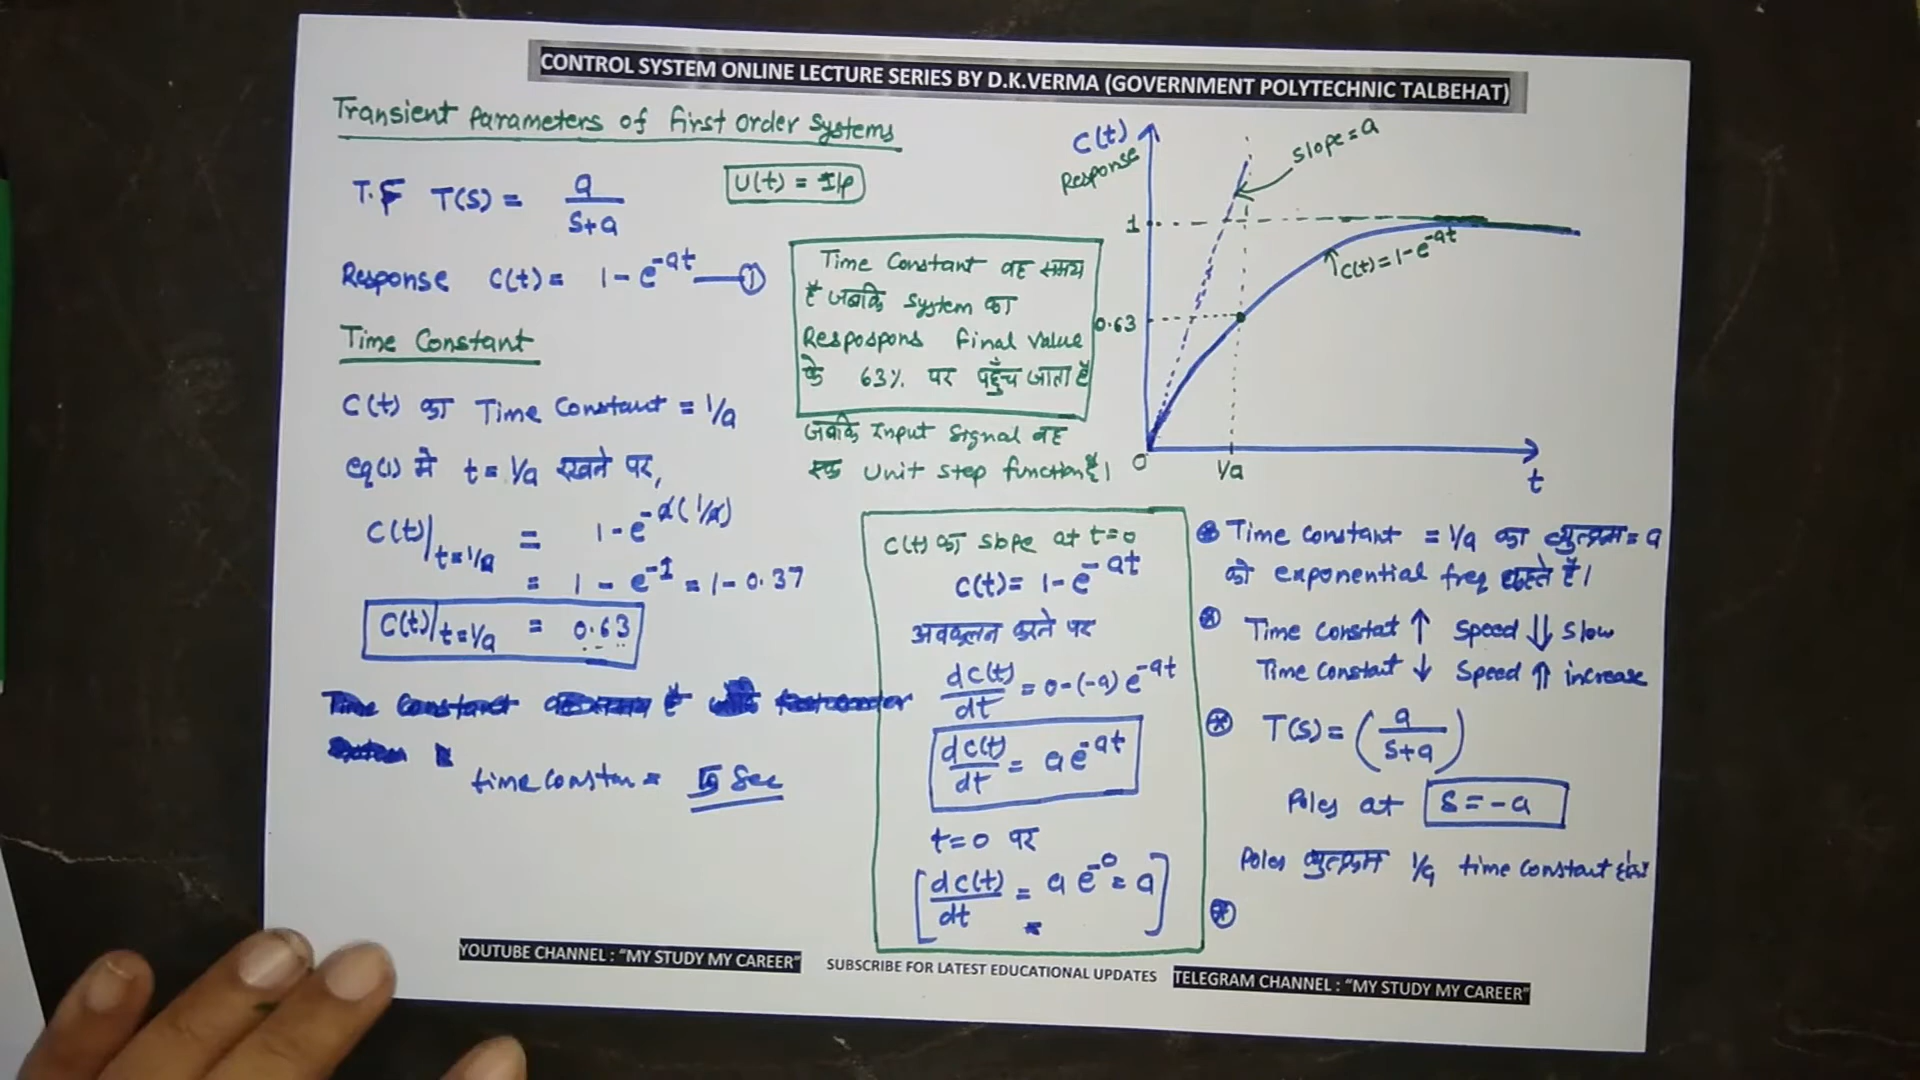 CONTROL SYSTEM ONLINE LECTURE SERIES BY D.K.VERMA (GOVERNMENT POLYTECHNIC TALBEHAT)
Transient Parameters of First Order Systems
T.F T(S) = a/(S+a)
U(t) = I/p
Response C(t) = 1 - e^-at — ①
Time Constant
C(t) का Time Constant = 1/a
eq(1) मे t = 1/a रखने पर,
C(t)|t=1/a = 1 - e^-a(1/a)
= 1 - e^-1 = 1 - 0.37
C(t)|t=1/a = 0.63
time constan = Sec
Time Constant वह समय
है जबकि System का
Respospons final value
के 63% पर पहुँच जाता है
जबकि Input Signal वह
एक Unit step function है।
C(t)
Response
slope = a
1
C(t) = 1 - e^-at
0.63
0
1/a
t
C(t) का slope at t=0
C(t) = 1 - e^-at
अवकलन करने पर
dC(t)/dt = 0-(-a) e^-at
dC(t)/dt = a e^-at
t=0 पर
[dC(t)/dt = a e^-0 = a]
Time constant = 1/a का व्युत्क्रम = a
को exponential freq कहते हैं।
Time Constat ↑ Speed ⇓ Slow
Time Constant ↓ Speed ⇑ increase
T(S) = (a/(S+a))
Poles at S = -a
Poles व्युत्क्रम 1/a time constant
YOUTUBE CHANNEL : "MY STUDY MY CAREER"
SUBSCRIBE FOR LATEST EDUCATIONAL UPDATES
TELEGRAM CHANNEL : "MY STUDY MY CAREER"